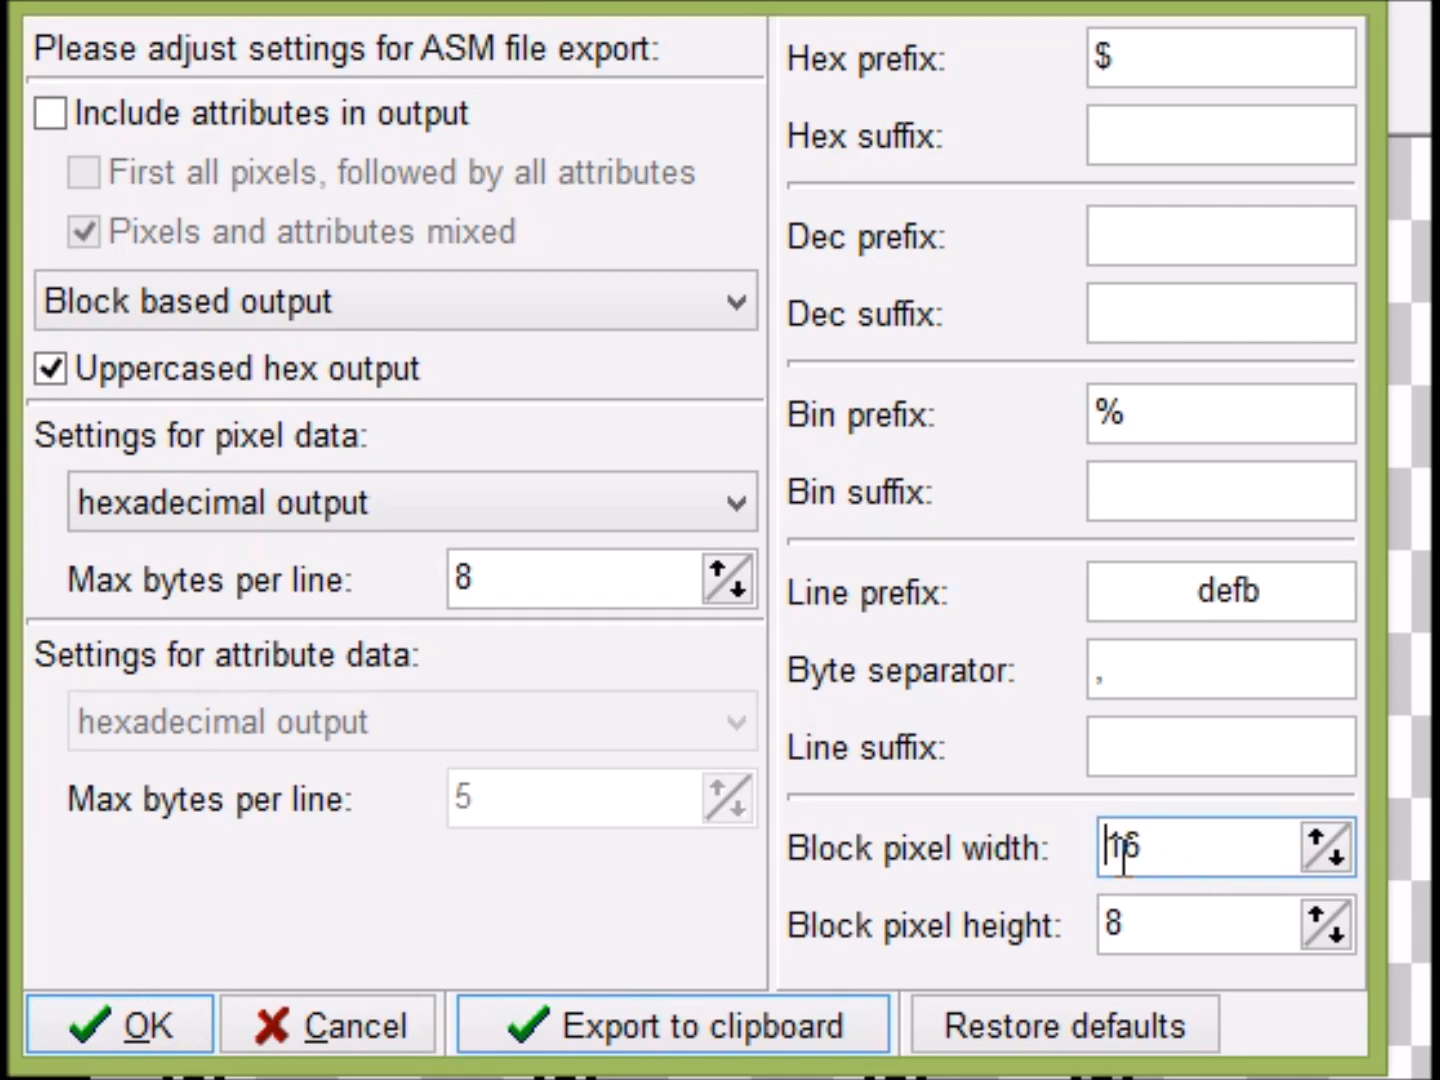 Please adjust settings for ASM file export:
Include attributes in output
First all pixels, followed by all attributes
Pixels and attributes mixed
Block based output
Uppercased hex output
Settings for pixel data:
hexadecimal output
Max bytes per line: 8
Settings for attribute data:
hexadecimal output
Max bytes per line: 5
Hex prefix: $
Hex suffix:
Dec prefix:
Dec suffix:
Bin prefix: %
Bin suffix:
Line prefix: defb
Byte separator: ,
Line suffix:
Block pixel width: 16
Block pixel height: 8
OK Cancel Export to clipboard Restore defaults